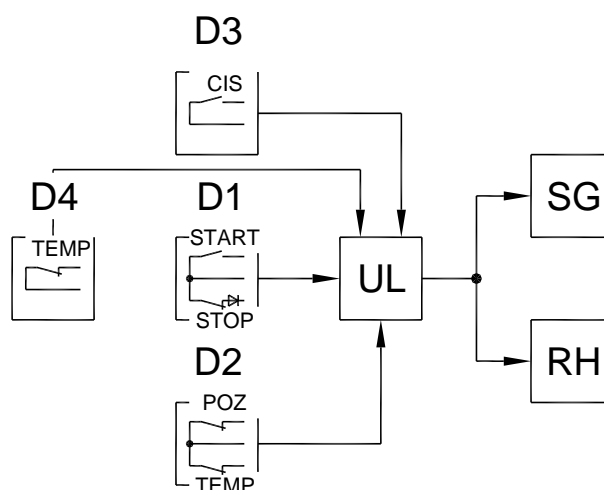 D3
CIS
D4
D1
SG
TEMP
START
UL
STOP
D2
RH
POZ
TEMP